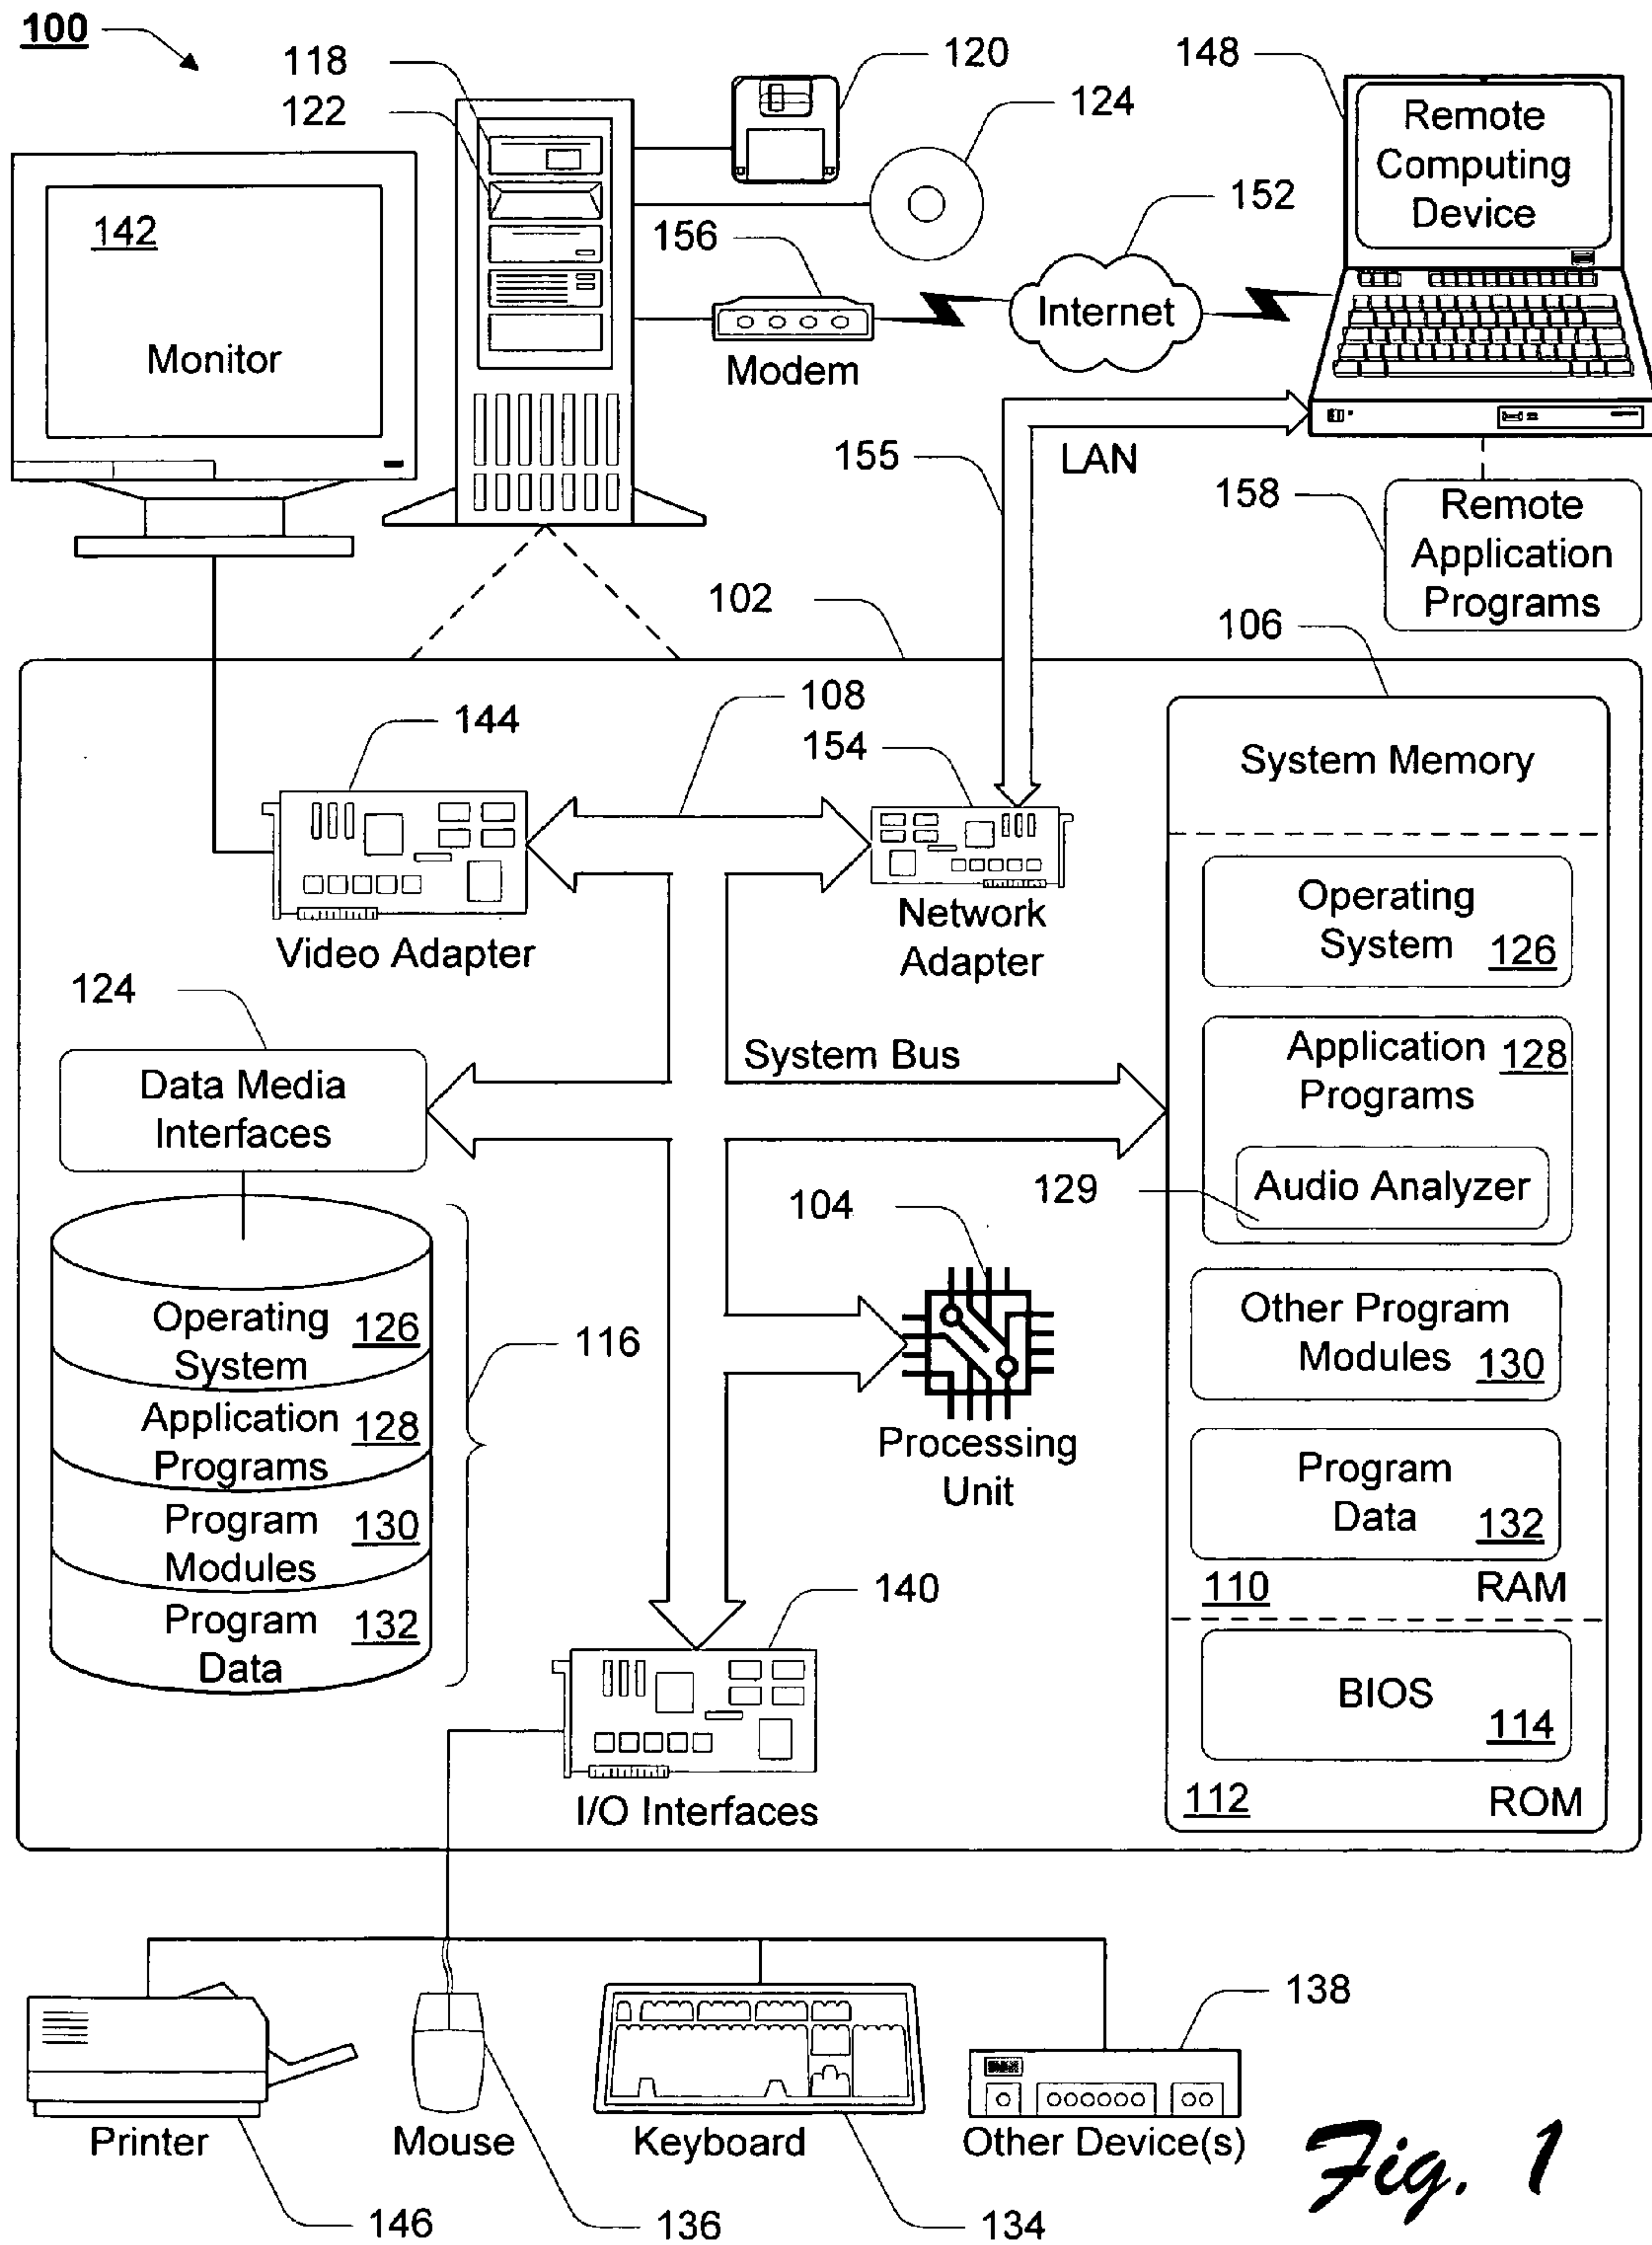 100
118
122
120
124
148
Remote
Computing
Device
152
142
156
Internet
Monitor
Modem
155
LAN
158
Remote
Application
Programs
102
106
108
144
154
System Memory
Operating
System 126
Network
Adapter
Video Adapter
124
System Bus
Application 128
Programs
Data Media
Interfaces
Audio Analyzer
129
104
Other Program
Modules 130
Operating 126
System
116
Application 128
Programs
Processing
Unit
Program
Data 132
Program 130
Modules
110 RAM
140
Program 132
Data
BIOS
114
112 ROM
I/O Interfaces
138
Printer
Mouse
Keyboard
Other Device(s)
146
136
134
Fig. 1